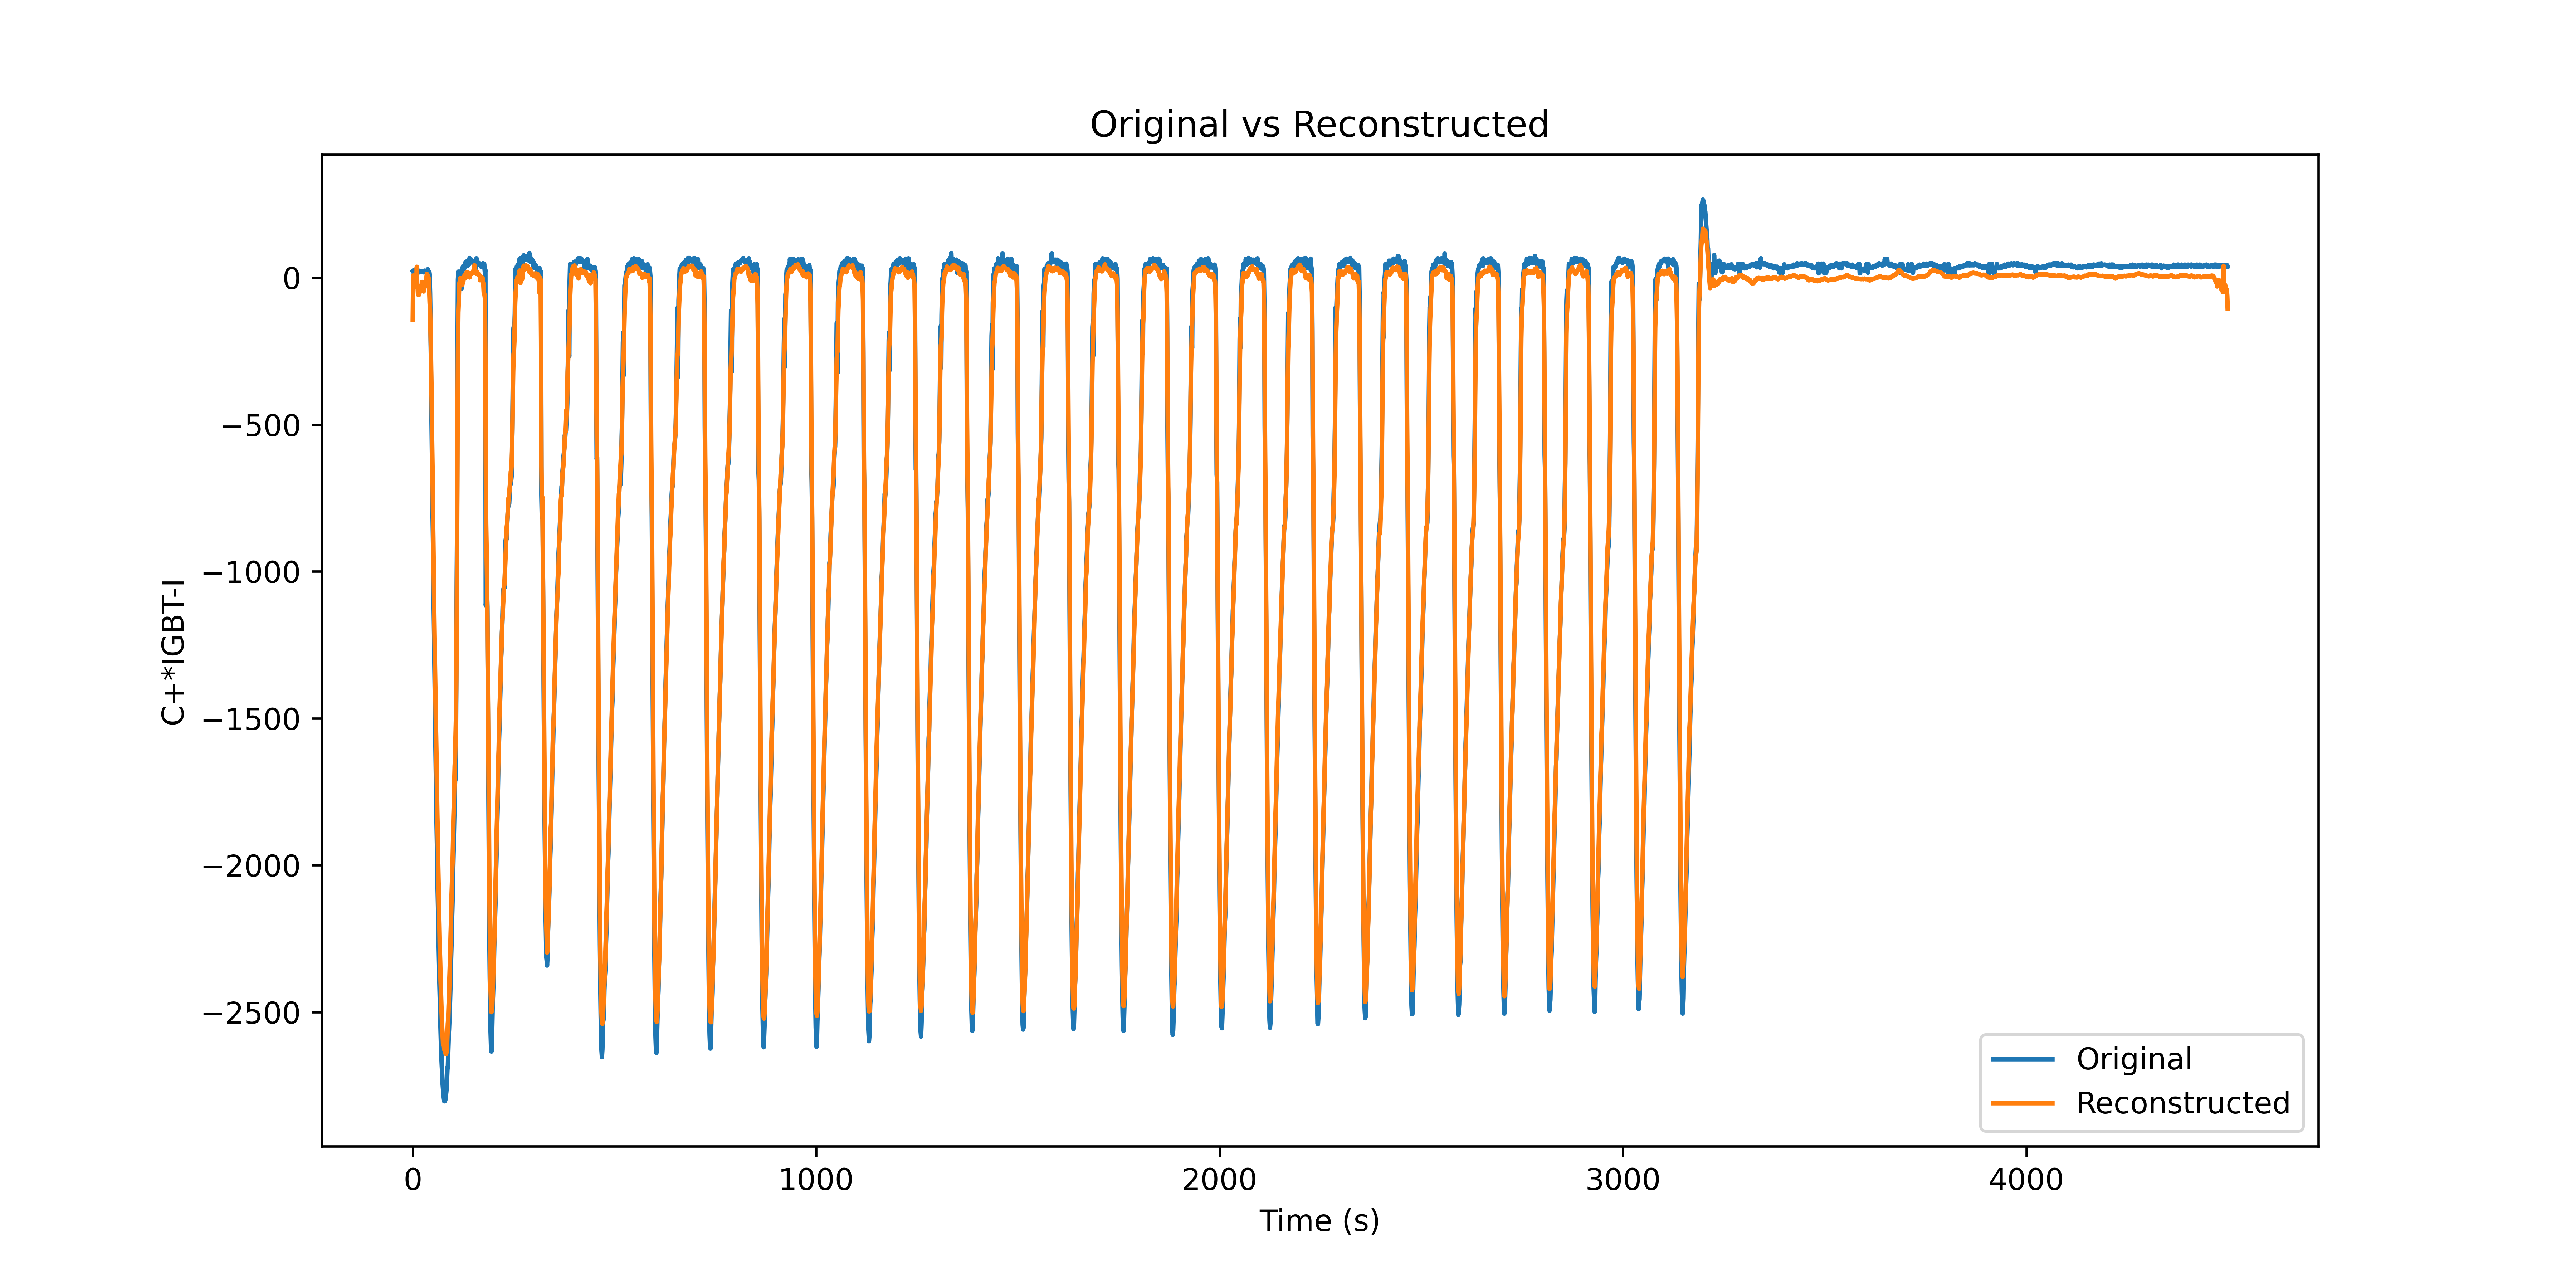 Original vs Reconstructed
C+*IGBT-I
0
−500
−1000
−1500
−2000
−2500
0
1000
2000
3000
4000
Time (s)
Original
Reconstructed